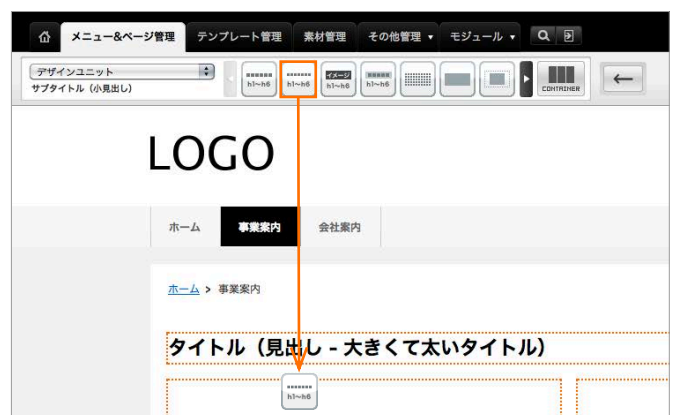 メニュー&ページ管理 テンプレート管理 素材管理 その他管理 ▼ モジュール ▼
デザインユニット
サブタイトル（小見出し）
h1~h6 h1~h6 イメージ h1~h6 h1~h6 CONTAINER
LOGO
ホーム 事業案内 会社案内
ホーム > 事業案内
タイトル（見出し - 大きくて太いタイトル）
h1~h6